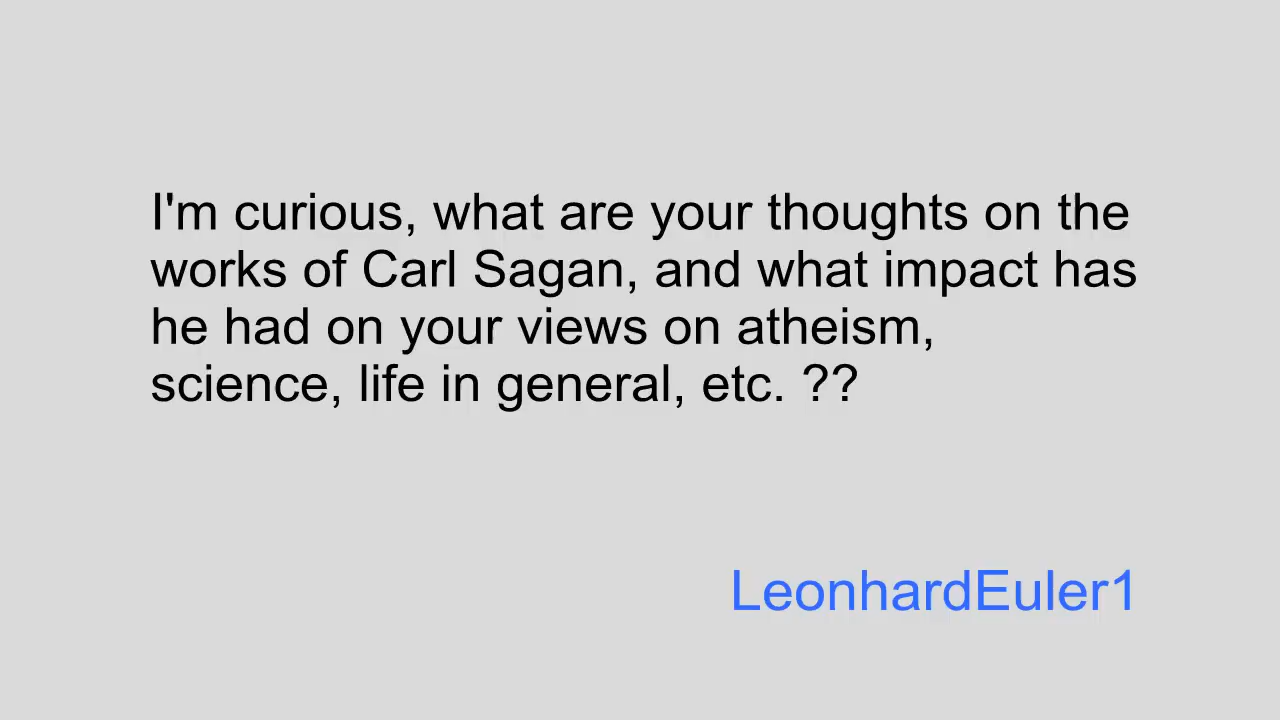 I'm curious, what are your thoughts on the
works of Carl Sagan, and what impact has
he had on your views on atheism,
science, life in general, etc. ??
LeonhardEuler1